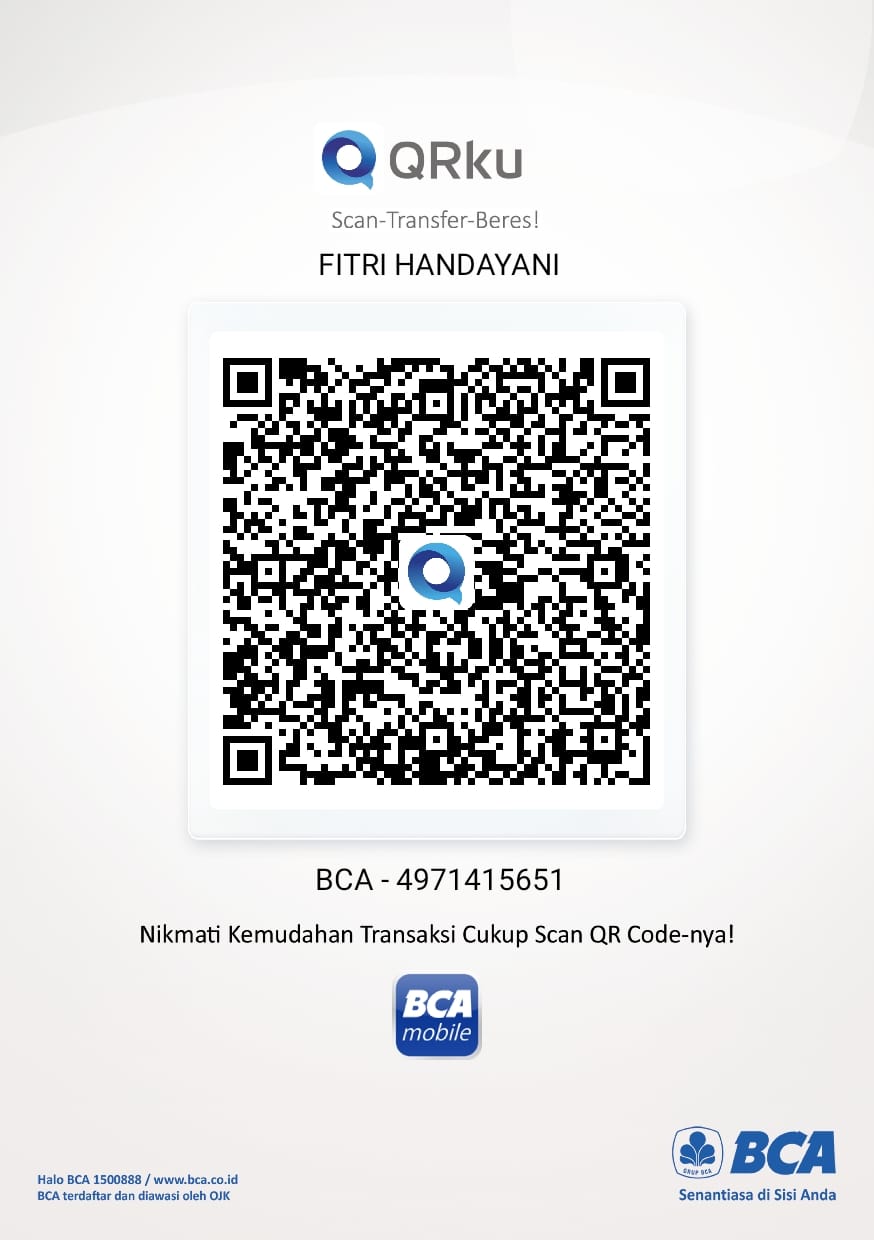 QRku
Scan-Transfer-Beres!
FITRI HANDAYANI
BCA - 4971415651
Nikmati Kemudahan Transaksi Cukup Scan QR Code-nya!
BCA
mobile
GRUP BCA
BCA
Halo BCA 1500888 / www.bca.co.id
BCA terdaftar dan diawasi oleh OJK
Senantiasa di Sisi Anda